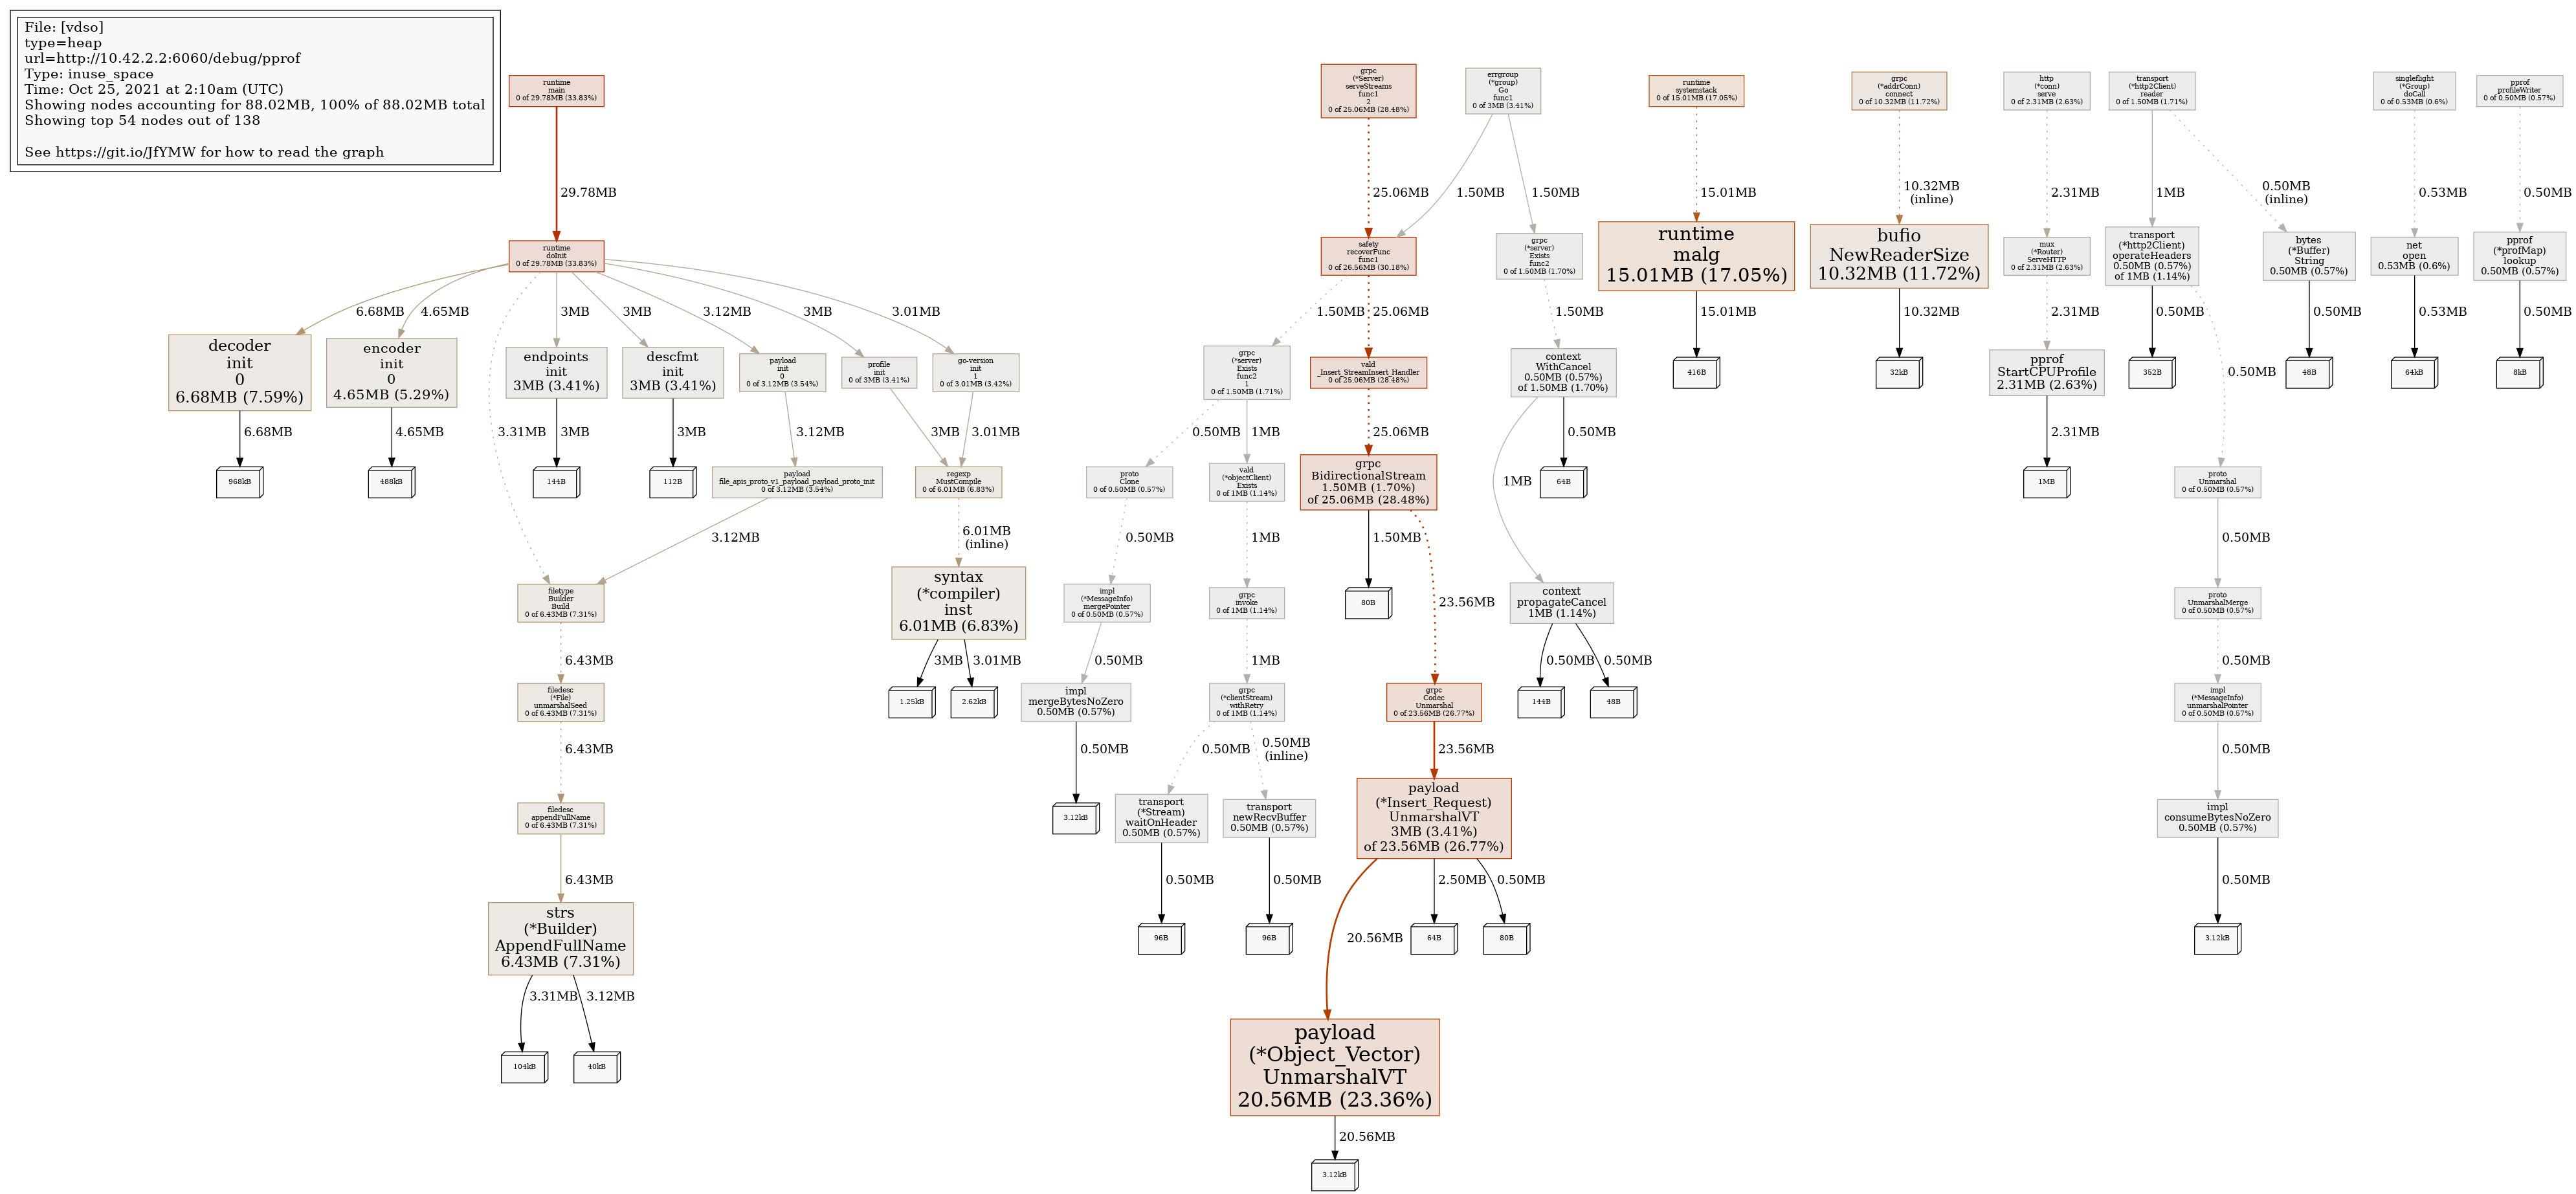 File: [vdso]
type=heap
url=http://10.42.2.2:6060/debug/pprof
Type: inuse_space
Time: Oct 25, 2021 at 2:10am (UTC)
Showing nodes accounting for 88.02MB, 100% of 88.02MB total
Showing top 54 nodes out of 138
See https://git.io/JfYMW for how to read the graph
runtime
main
0 of 29.78MB (33.83%)
grpc
(*Server)
serveStreams
func1
2
0 of 25.06MB (28.48%)
errgroup
(*group)
Go
func1
0 of 3MB (3.41%)
runtime
systemstack
0 of 15.01MB (17.05%)
grpc
(*addrConn)
connect
0 of 10.32MB (11.72%)
http
(*conn)
serve
0 of 2.31MB (2.63%)
transport
(*http2Client)
reader
0 of 1.50MB (1.71%)
singleflight
(*Group)
doCall
0 of 0.53MB (0.6%)
pprof
profileWriter
0 of 0.50MB (0.57%)
29.78MB
25.06MB
1.50MB
1.50MB
15.01MB
10.32MB
(inline)
2.31MB
1MB
0.50MB
(inline)
0.53MB
0.50MB
runtime
doInit
0 of 29.78MB (33.83%)
safety
recoverFunc
func1
0 of 26.56MB (30.18%)
grpc
(*server)
Exists
func2
0 of 1.50MB (1.70%)
runtime
malg
15.01MB (17.05%)
bufio
NewReaderSize
10.32MB (11.72%)
mux
(*Router)
ServeHTTP
0 of 2.31MB (2.63%)
transport
(*http2Client)
operateHeaders
0.50MB (0.57%)
of 1MB (1.14%)
bytes
(*Buffer)
String
0.50MB (0.57%)
net
open
0.53MB (0.6%)
pprof
(*profMap)
lookup
0.50MB (0.57%)
6.68MB
4.65MB
3MB
3MB
3.12MB
3MB
3.01MB
1.50MB
25.06MB
1.50MB
15.01MB
10.32MB
2.31MB
0.50MB
0.50MB
0.53MB
0.50MB
decoder
init
0
6.68MB (7.59%)
encoder
init
0
4.65MB (5.29%)
endpoints
init
3MB (3.41%)
descfmt
init
3MB (3.41%)
payload
init
0
0 of 3.12MB (3.54%)
profile
init
0 of 3MB (3.41%)
go-version
init
1
0 of 3.01MB (3.42%)
grpc
(*server)
Exists
func2
1
0 of 1.50MB (1.71%)
vald
_Insert_StreamInsert_Handler
0 of 25.06MB (28.48%)
context
WithCancel
0.50MB (0.57%)
of 1.50MB (1.70%)
416B
32kB
pprof
StartCPUProfile
2.31MB (2.63%)
352B
0.50MB
48B
64kB
8kB
6.68MB
4.65MB
3.31MB
3MB
3MB
3.12MB
3MB
3.01MB
0.50MB
1MB
25.06MB
0.50MB
2.31MB
968kB
488kB
144B
112B
payload
file_apis_proto_v1_payload_payload_proto_init
0 of 3.12MB (3.54%)
regexp
MustCompile
0 of 6.01MB (6.83%)
proto
Clone
0 of 0.50MB (0.57%)
vald
(*objectClient)
Exists
0 of 1MB (1.14%)
grpc
BidirectionalStream
1.50MB (1.70%)
of 25.06MB (28.48%)
1MB
64B
1MB
proto
Unmarshal
0 of 0.50MB (0.57%)
3.12MB
6.01MB
(inline)
0.50MB
1MB
1.50MB
0.50MB
filetype
Builder
Build
0 of 6.43MB (7.31%)
syntax
(*compiler)
inst
6.01MB (6.83%)
impl
(*MessageInfo)
mergePointer
0 of 0.50MB (0.57%)
grpc
invoke
0 of 1MB (1.14%)
80B
23.56MB
context
propagateCancel
1MB (1.14%)
proto
UnmarshalMerge
0 of 0.50MB (0.57%)
6.43MB
3MB
3.01MB
0.50MB
1MB
0.50MB
0.50MB
0.50MB
filedesc
(*File)
unmarshalSeed
0 of 6.43MB (7.31%)
1.25kB
2.62kB
impl
mergeBytesNoZero
0.50MB (0.57%)
grpc
(*clientStream)
withRetry
0 of 1MB (1.14%)
grpc
Codec
Unmarshal
0 of 23.56MB (26.77%)
144B
48B
impl
(*MessageInfo)
unmarshalPointer
0 of 0.50MB (0.57%)
6.43MB
0.50MB
0.50MB
0.50MB
(inline)
23.56MB
0.50MB
filedesc
appendFullName
0 of 6.43MB (7.31%)
3.12kB
transport
(*Stream)
waitOnHeader
0.50MB (0.57%)
transport
newRecvBuffer
0.50MB (0.57%)
payload
(*Insert_Request)
UnmarshalVT
3MB (3.41%)
of 23.56MB (26.77%)
impl
consumeBytesNoZero
0.50MB (0.57%)
6.43MB
0.50MB
0.50MB
2.50MB
0.50MB
0.50MB
strs
(*Builder)
AppendFullName
6.43MB (7.31%)
96B
96B
20.56MB
64B
80B
3.12kB
3.31MB
3.12MB
104kB
40kB
payload
(*Object_Vector)
UnmarshalVT
20.56MB (23.36%)
20.56MB
3.12kB